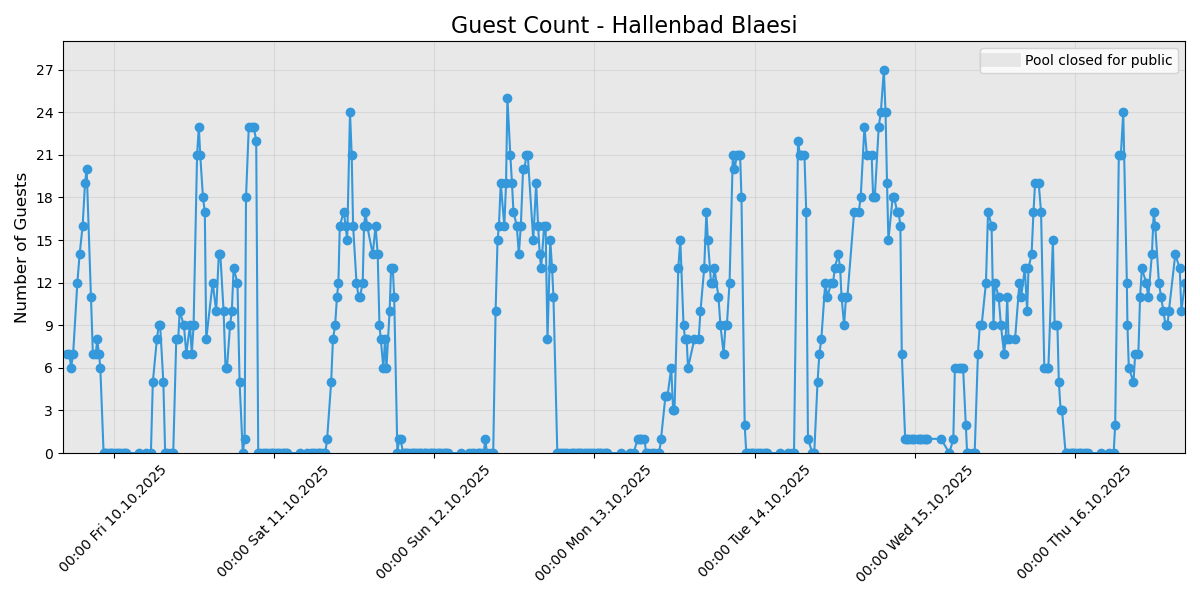 Guest Count - Hallenbad Blaesi
Pool closed for public
Number of Guests
27
24
21
18
15
12
9
6
3
0
00:00 Fri 10.10.2025
00:00 Sat 11.10.2025
00:00 Sun 12.10.2025
00:00 Mon 13.10.2025
00:00 Tue 14.10.2025
00:00 Wed 15.10.2025
00:00 Thu 16.10.2025